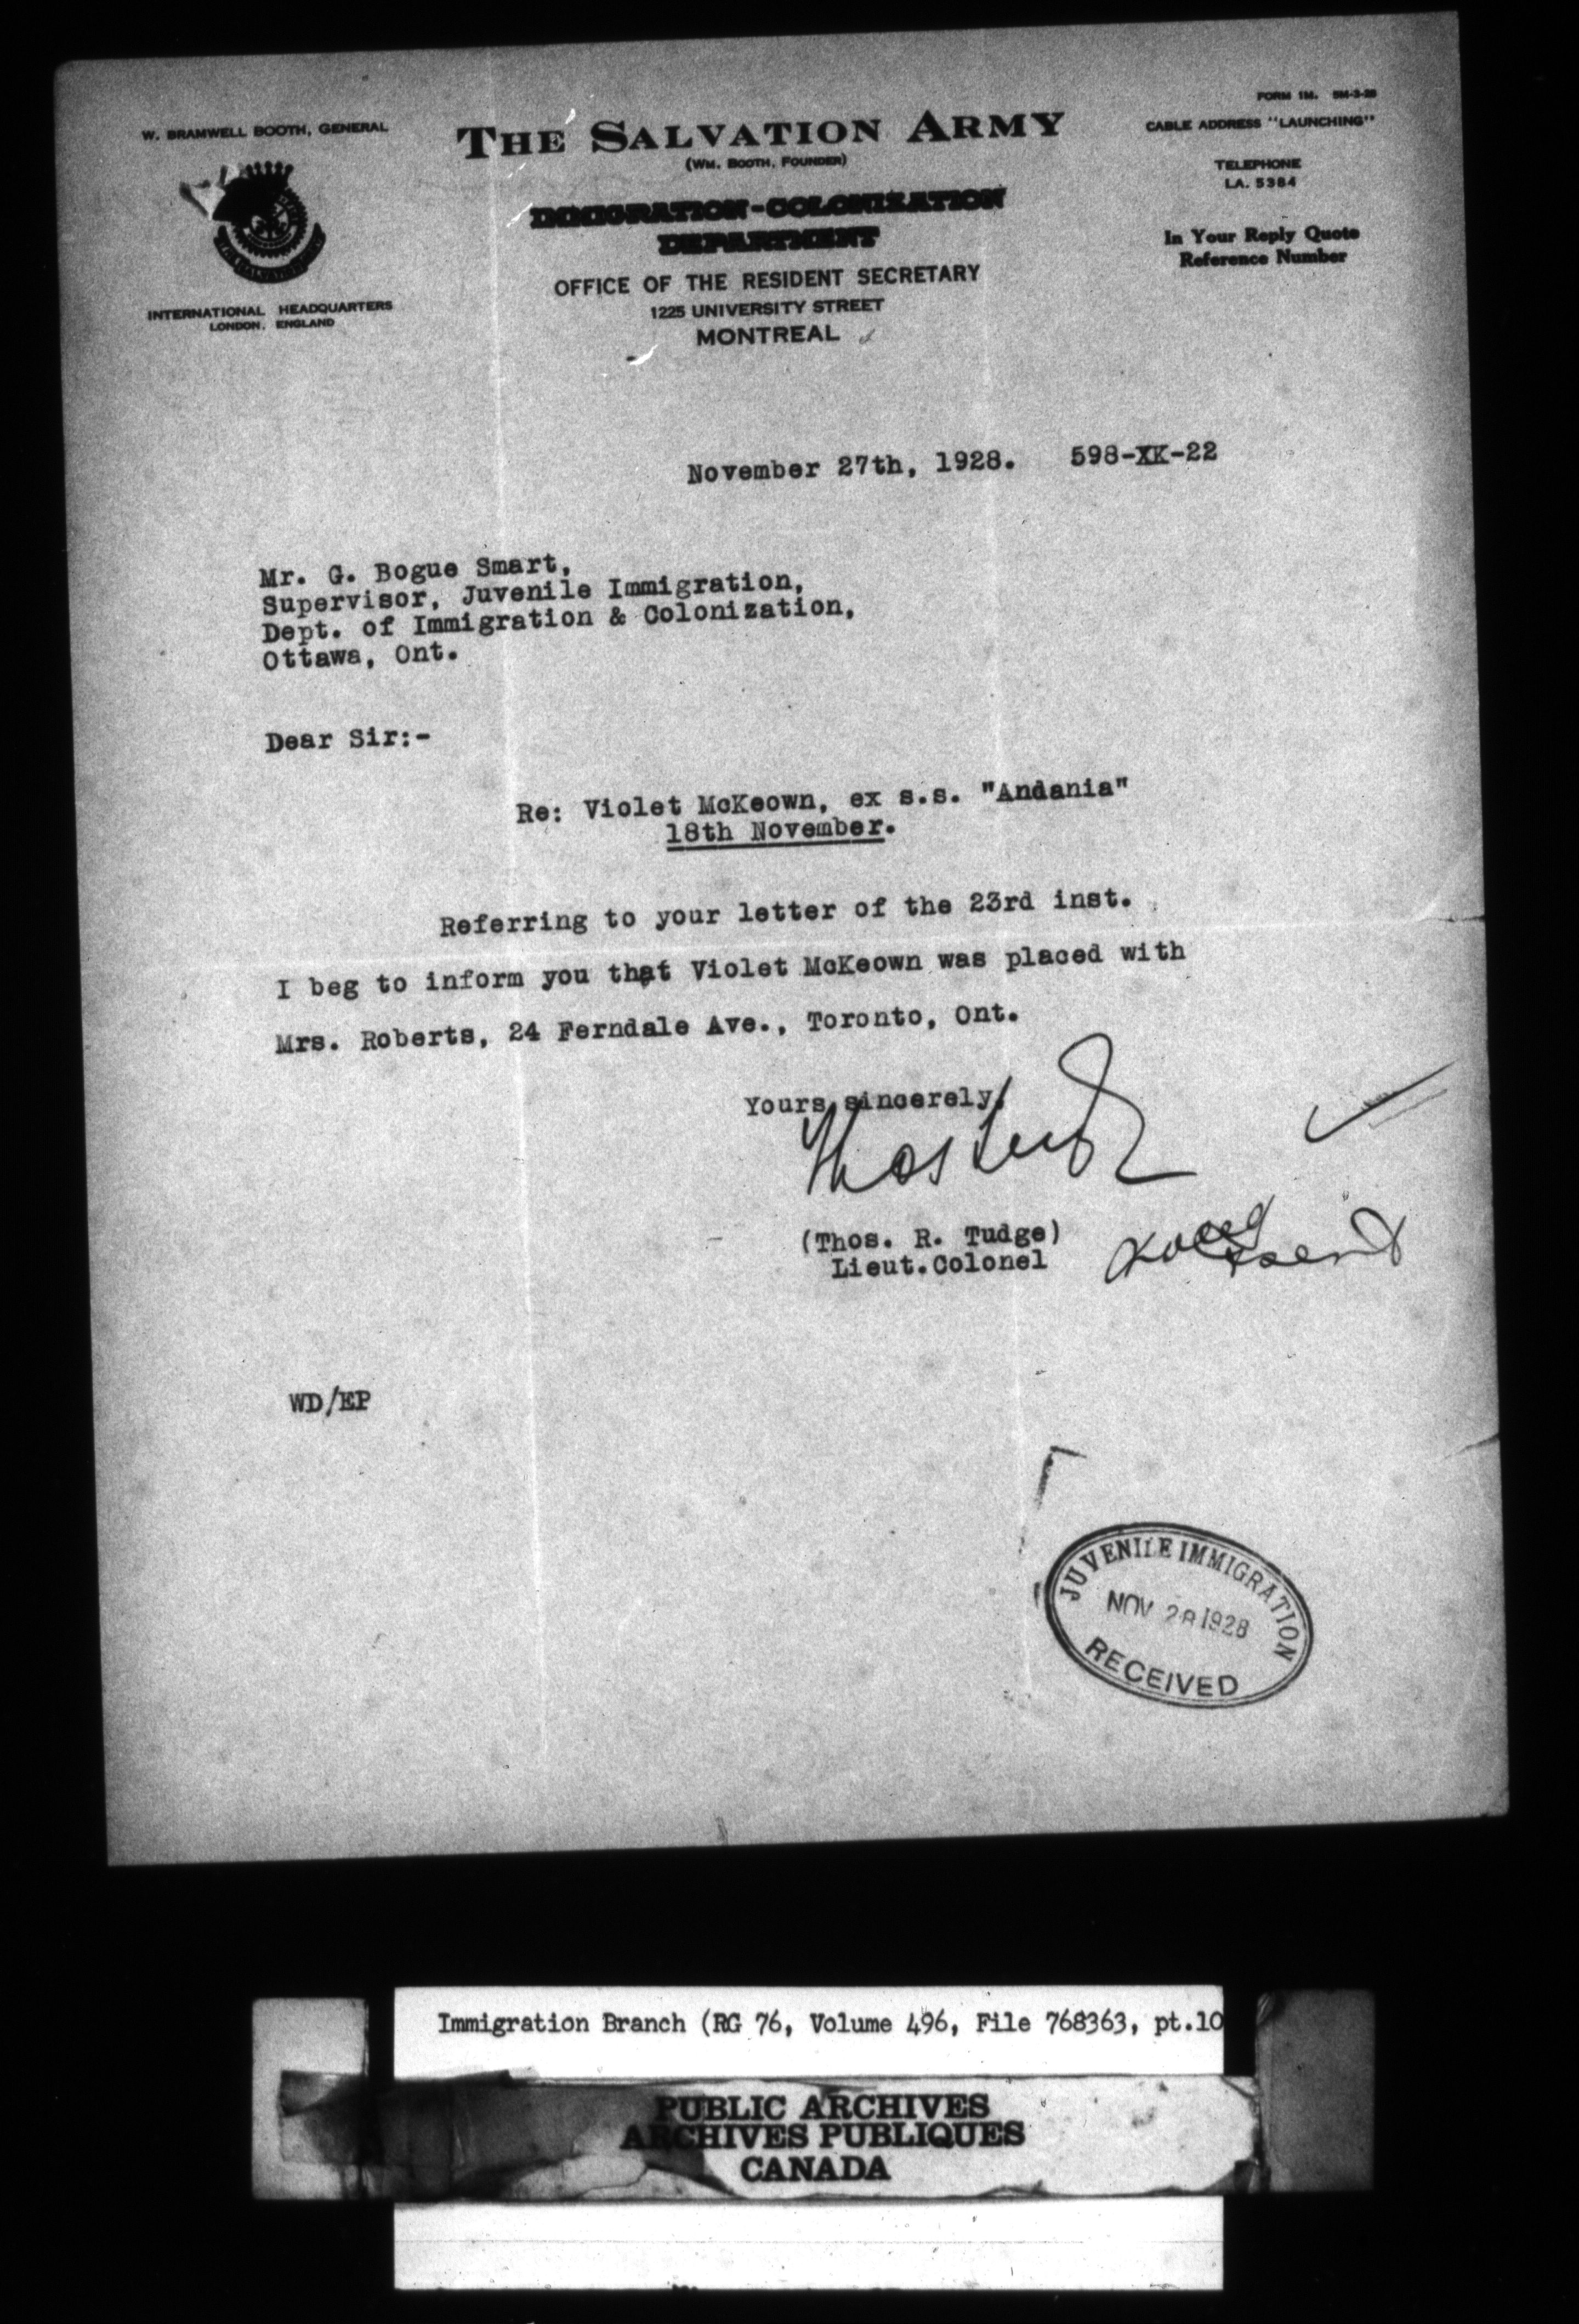 FORM 1M. 5M-3-28
W. BRAMWELL BOOTH, GENERAL
THE SALVATION ARMY
(WM. BOOTH, FOUNDER)
CABLE ADDRESS "LAUNCHING"
TELEPHONE
LA. 5384
IMMIGRATION-COLONIZATION
DEPARTMENT
In Your Reply Quote
Reference Number
OFFICE OF THE RESIDENT SECRETARY
1225 UNIVERSITY STREET
MONTREAL
INTERNATIONAL HEADQUARTERS
LONDON, ENGLAND
November 27th, 1928. 598-XK-22
Mr. G. Bogue Smart,
Supervisor, Juvenile Immigration,
Dept. of Immigration & Colonization,
Ottawa, Ont.
Dear Sir:-
Re: Violet McKeown, ex s.s. "Andania"
18th November.
Referring to your letter of the 23rd inst.
I beg to inform you that Violet McKeown was placed with
Mrs. Roberts, 24 Ferndale Ave., Toronto, Ont.
Yours sincerely,
(Thos. R. Tudge)
Lieut.Colonel
WD/EP
JUVENILE IMMIGRATION
NOV 28 1928
RECEIVED
Immigration Branch (RG 76, Volume 496, File 768363, pt.10
PUBLIC ARCHIVES
ARCHIVES PUBLIQUES
CANADA